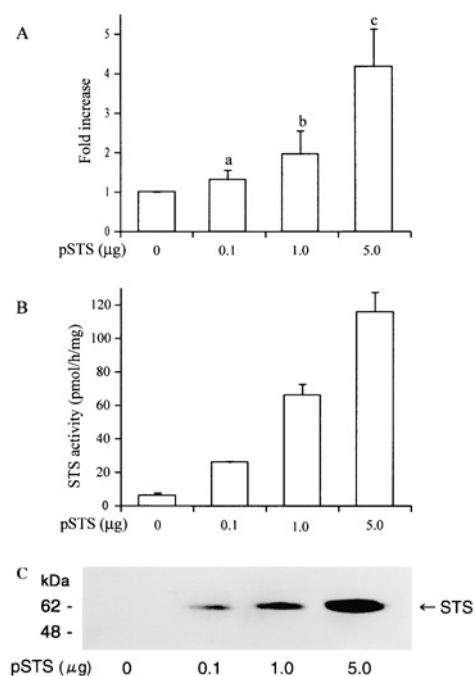 A
5
4
3
2
1
0
Fold increase
a
b
c
pSTS (μg) 0 0.1 1.0 5.0
B
120
100
80
60
40
20
0
STS activity (pmol/h/mg)
pSTS (μg) 0 0.1 1.0 5.0
C
kDa
62 -
48 -
← STS
pSTS (μg) 0 0.1 1.0 5.0